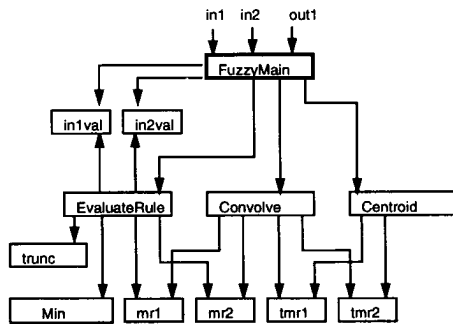 in1 in2 out1
FuzzyMain
in1val in2val
EvaluateRule Convolve Centroid
trunc
Min mr1 mr2 tmr1 tmr2